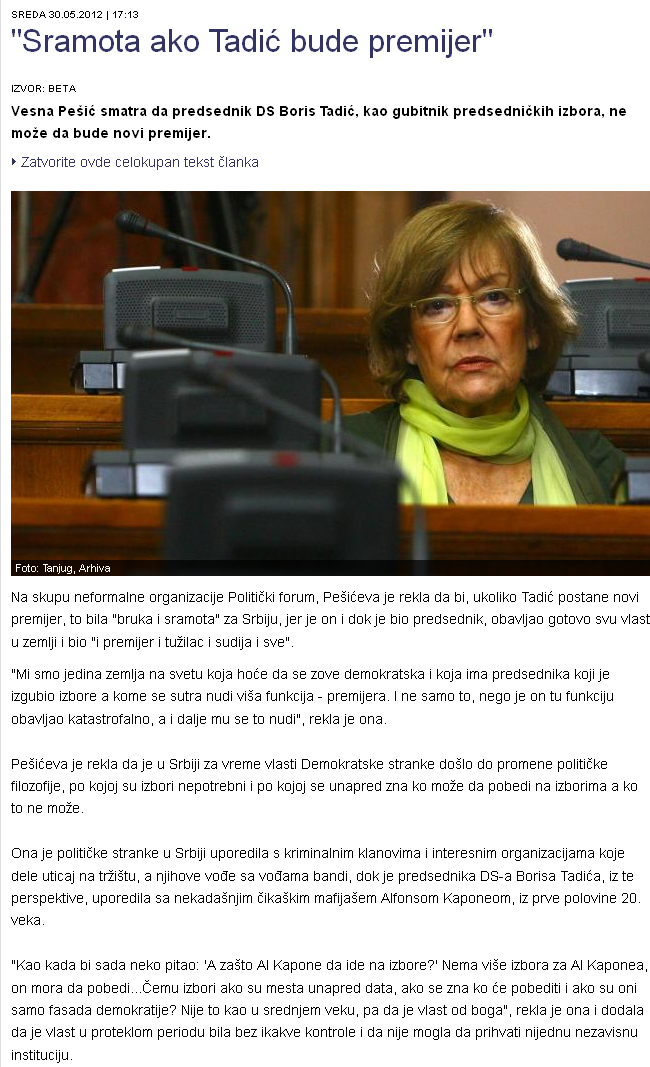 SREDA 30.05.2012 | 17:13
"Sramota ako Tadić bude premijer"
IZVOR: BETA
Vesna Pešić smatra da predsednik DS Boris Tadić, kao gubitnik predsedničkih izbora, ne
može da bude novi premijer.
Zatvorite ovde celokupan tekst članka
Foto: Tanjug, Arhiva
Na skupu neformalne organizacije Politički forum, Pešićeva je rekla da bi, ukoliko Tadić postane novi
premijer, to bila "bruka i sramota" za Srbiju, jer je on i dok je bio predsednik, obavljao gotovo svu vlast
u zemlji i bio "i premijer i tužilac i sudija i sve".
"Mi smo jedina zemlja na svetu koja hoće da se zove demokratska i koja ima predsednika koji je
izgubio izbore a kome se sutra nudi viša funkcija - premijera. I ne samo to, nego je on tu funkciju
obavljao katastrofalno, a i dalje mu se to nudi", rekla je ona.
Pešićeva je rekla da je u Srbiji za vreme vlasti Demokratske stranke došlo do promene političke
filozofije, po kojoj su izbori nepotrebni i po kojoj se unapred zna ko može da pobedi na izborima a ko
to ne može.
Ona je političke stranke u Srbiji uporedila s kriminalnim klanovima i interesnim organizacijama koje
dele uticaj na tržištu, a njihove vođe sa vođama bandi, dok je predsednika DS-a Borisa Tadića, iz te
perspektive, uporedila sa nekadašnjim čikaškim mafijašem Alfonsom Kaponeom, iz prve polovine 20.
veka.
"Kao kada bi sada neko pitao: 'A zašto Al Kapone da ide na izbore?' Nema više izbora za Al Kaponea,
on mora da pobedi...Čemu izbori ako su mesta unapred data, ako se zna ko će pobediti i ako su oni
samo fasada demokratije? Nije to kao u srednjem veku, pa da je vlast od boga", rekla je ona i dodala
da je vlast u proteklom periodu bila bez ikakve kontrole i da nije mogla da prihvati nijednu nezavisnu
instituciju.